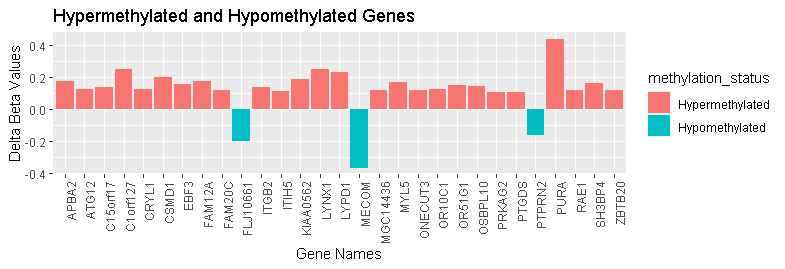 Hypermethylated and Hypomethylated Genes
Delta Beta Values
0.4
0.2
0.0
-0.2
-0.4
APBA2
ATG12
C15orf17
C1orf127
CRYL1
CSMD1
EBF3
FAM12A
FAM20C
FLJ10661
ITGB2
ITIH5
KIAA0562
LYNX1
LYPD1
MECOM
MGC14436
MYL5
ONECUT3
OR10C1
OR51G1
OSBPL10
PRKAG2
PTGDS
PTPRN2
PURA
RAE1
SH3BP4
ZBTB20
Gene Names
methylation_status
Hypermethylated
Hypomethylated